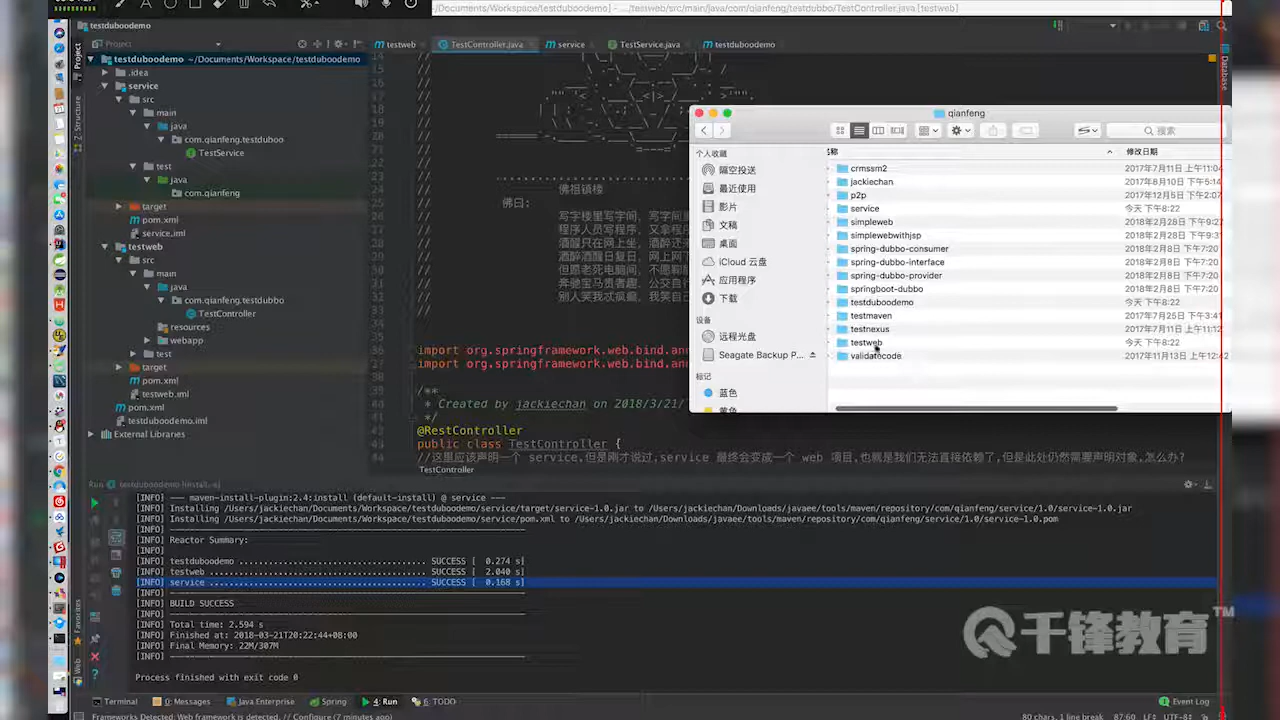 [/Documents/Workspace/testduboodemo] - .../testweb/src/main/java/com/qianfeng/testdubbo/TestController.java [testweb]
testduboodemo
Project
testweb
TestController.java
service
TestService.java
testduboodemo
testduboodemo ~/Documents/Workspace/testduboodemo
.idea
service
src
main
java
com.qianfeng.testduboo
TestService
test
java
com.qianfeng
target
pom.xml
service.iml
testweb
src
main
java
com.qianfeng.testdubbo
TestController
resources
webapp
test
target
pom.xml
testweb.iml
pom.xml
testduboodemo.iml
External Libraries
佛祖镇楼
佛曰:
写字楼里写字间，写字间
程序人员写程序，又拿程序
酒醒只在网上坐，酒醉还
酒醉酒醒日复日，网上网下
但愿老死电脑间，不愿鞠
奔驰宝马贵者趣，公交自
别人笑我忒疯癫，我笑自
import org.springframework.web.bind.ann
import org.springframework.web.bind.ann
/**
* Created by jackiechan on 2018/3/21/
*/
@RestController
public class TestController {
//这里应该声明一个 service,但是刚才说过,service 最终会变成一个 web 项目,也就是我们无法直接依赖了,但是此处仍然需要声明对象,怎么办?
TestController
qianfeng
搜索
个人收藏
隔空投送
最近使用
影片
文稿
桌面
iCloud 云盘
应用程序
下载
设备
远程光盘
Seagate Backup P...
标记
蓝色
黄色
修改日期
crmssm2 2017年7月11日 上午11:04
jackiechan 2017年8月10日 下午5:14
p2p 2017年12月5日 下午2:07
service 今天 下午8:22
simpleweb 2018年2月28日 下午9:27
simplewebwithjsp 2018年2月28日 下午9:31
spring-dubbo-consumer 2018年2月8日 下午7:20
spring-dubbo-interface 2018年2月8日 下午7:20
spring-dubbo-provider 2018年2月8日 下午7:20
springboot-dubbo 2018年2月8日 下午7:20
testduboodemo 今天 下午8:22
testmaven 2017年7月25日 下午3:41
testnexus 2017年7月11日 上午11:12
testweb 今天 下午8:22
validatecode 2017年11月13日 上午12:42
Database
Project
Z: Structure
Favorites
Web
Run testduboodemo [install...]
[INFO] --- maven-install-plugin:2.4:install (default-install) @ service ---
[INFO] Installing /Users/jackiechan/Documents/Workspace/testduboodemo/service/target/service-1.0.jar to /Users/jackiechan/Downloads/javaee/tools/maven/repository/com/qianfeng/service/1.0/service-1.0.jar
[INFO] Installing /Users/jackiechan/Documents/Workspace/testduboodemo/service/pom.xml to /Users/jackiechan/Downloads/javaee/tools/maven/repository/com/qianfeng/service/1.0/service-1.0.pom
[INFO] ------------------------------------------------------------------------
[INFO] Reactor Summary:
[INFO]
[INFO] testduboodemo ...................................... SUCCESS [ 0.274 s]
[INFO] testweb ............................................ SUCCESS [ 2.040 s]
[INFO] service ............................................ SUCCESS [ 0.168 s]
[INFO] ------------------------------------------------------------------------
[INFO] BUILD SUCCESS
[INFO] ------------------------------------------------------------------------
[INFO] Total time: 2.594 s
[INFO] Finished at: 2018-03-21T20:22:44+08:00
[INFO] Final Memory: 22M/307M
[INFO] ------------------------------------------------------------------------
Process finished with exit code 0
千锋教育™
Terminal
0: Messages
Java Enterprise
Spring
4: Run
6: TODO
Event Log
Frameworks Detected: Web framework is detected. // Configure (7 minutes ago)
80 chars, 1 line break 87:60 LF÷ UTF-8÷